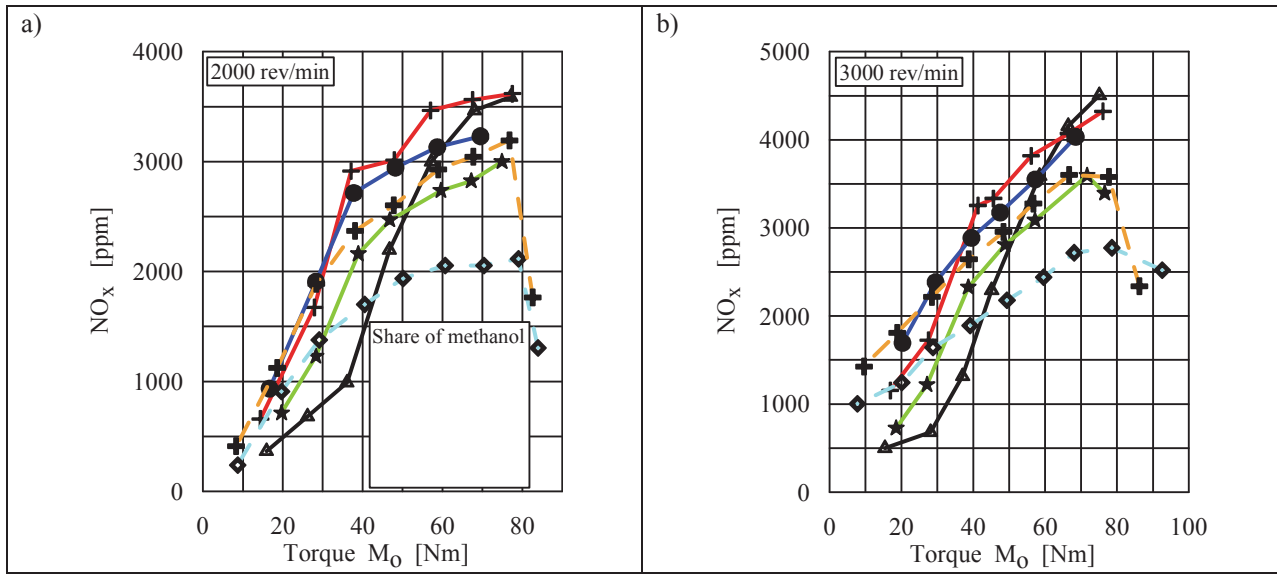 a)
2000 rev/min
4000
3000
2000
1000
0
NOx [ppm]
Share of methanol
0 20 40 60 80
Torque Mo [Nm]
b)
3000 rev/min
5000
4000
3000
2000
1000
0
NOx [ppm]
0 20 40 60 80 100
Torque Mo [Nm]